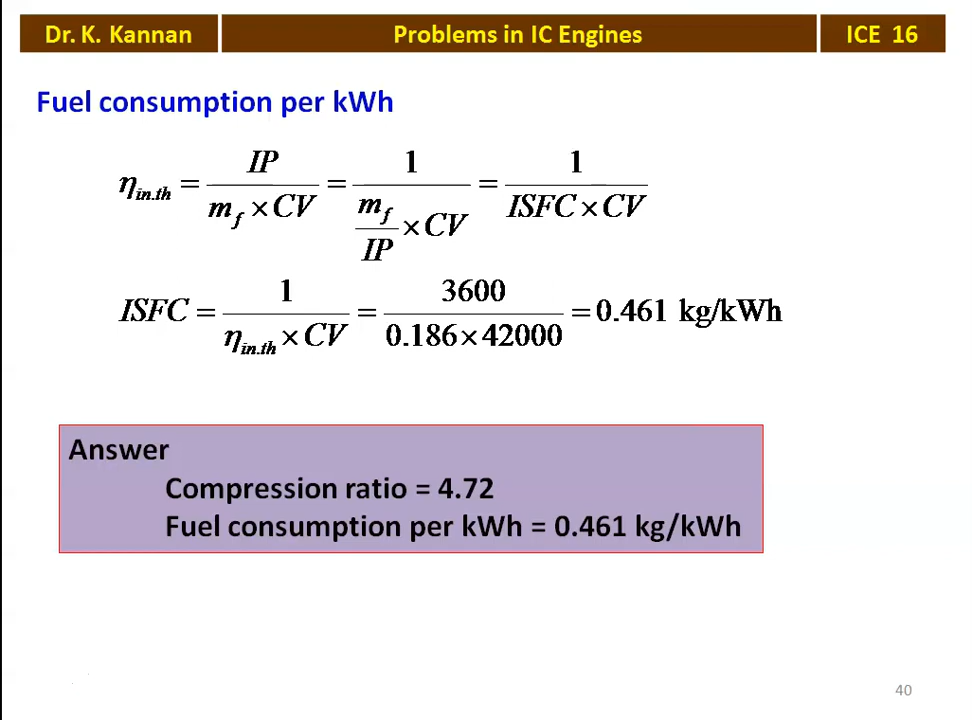 Dr. K. Kannan Problems in IC Engines ICE 16
Fuel consumption per kWh
η_in.th = IP / (m_f × CV) = 1 / ((m_f / IP) × CV) = 1 / (ISFC × CV)
ISFC = 1 / (η_in.th × CV) = 3600 / (0.186 × 42000) = 0.461 kg/kWh
Answer
Compression ratio = 4.72
Fuel consumption per kWh = 0.461 kg/kWh
40